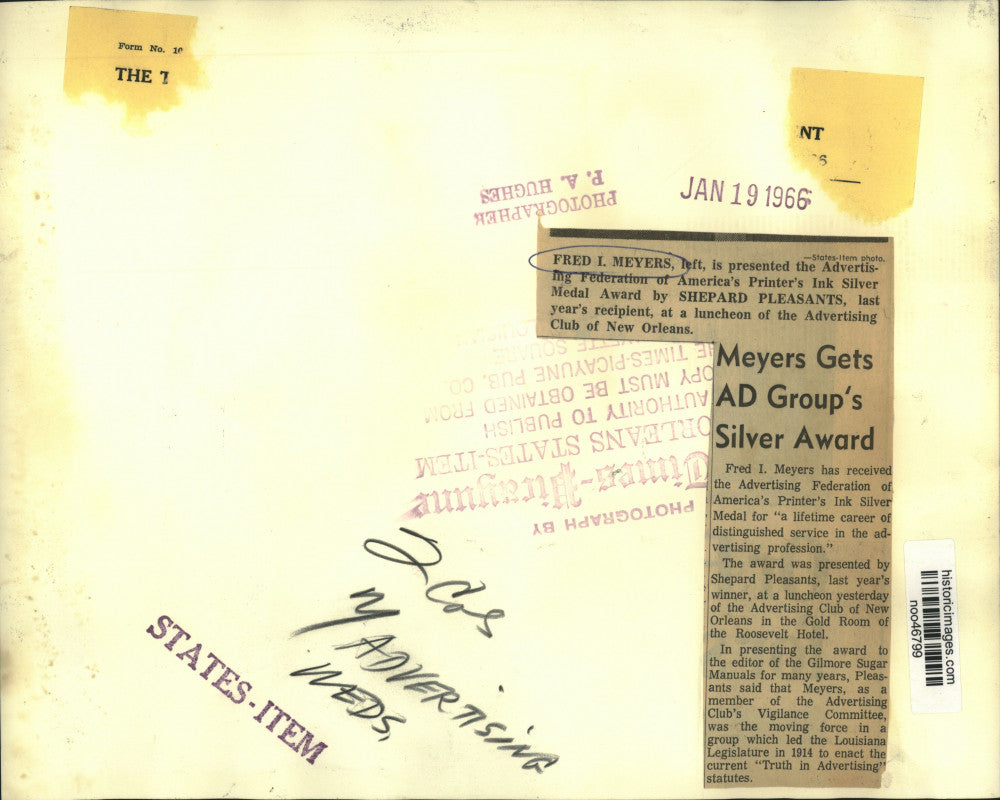 Form No. 10
THE T
NT
6
PHOTOGRAPHER
P. A. HUGHES
JAN 19 1966
—States-Item photo.
FRED I. MEYERS, left, is presented the Advertis-
ing Federation of America's Printer's Ink Silver
Medal Award by SHEPARD PLEASANTS, last
year's recipient, at a luncheon of the Advertising
Club of New Orleans.
Meyers Gets
AD Group's
Silver Award
Fred I. Meyers has received
the Advertising Federation of
America's Printer's Ink Silver
Medal for "a lifetime career of
distinguished service in the ad-
vertising profession."
The award was presented by
Shepard Pleasants, last year's
winner, at a luncheon yesterday
of the Advertising Club of New
Orleans in the Gold Room of
the Roosevelt Hotel.
In presenting the award to
the editor of the Gilmore Sugar
Manuals for many years, Pleas-
ants said that Meyers, as a
member of the Advertising
Club's Vigilance Committee,
was the moving force in a
group which led the Louisiana
Legislature in 1914 to enact the
current "Truth in Advertising"
statutes.
PHOTOGRAPH BY
Times-Picayune
ORLEANS STATES-ITEM
AUTHORITY TO PUBLISH
OPY MUST BE OBTAINED FROM
HE TIMES-PICAYUNE PUB. CO.
YETTE SQUARE
2 Cos
ADVERTISING
WEDS,
STATES-ITEM
historicimages.com
noo46799